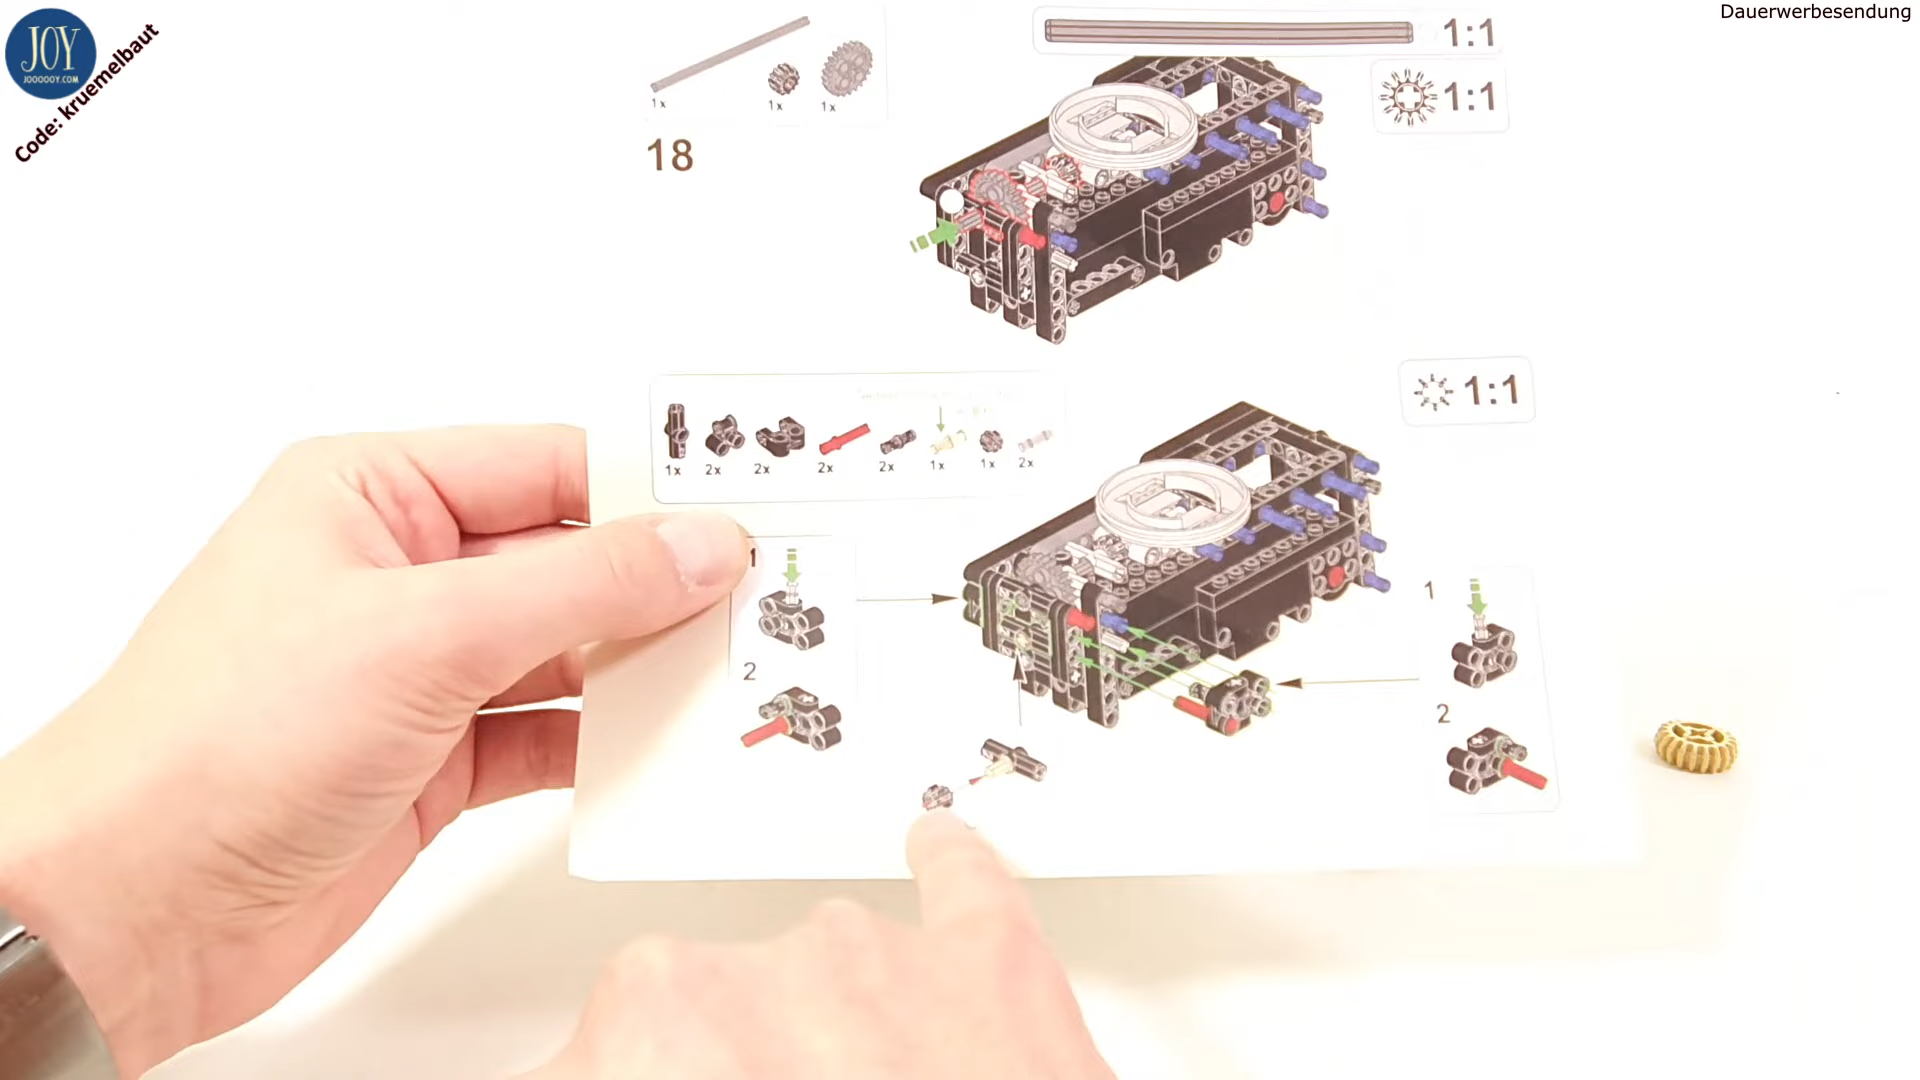 JOY
JOOOOOY.COM
Code: kruemelbaut
Dauerwerbesendung
1x
1x
1x
1:1
1:1
18
1x
2x
2x
2x
2x
1x
1x
2x
1:1
1
2
1
2